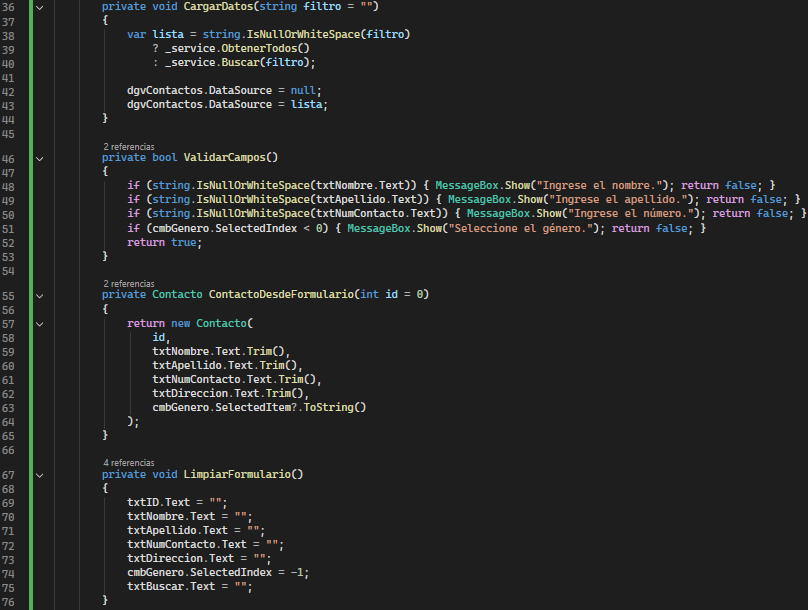 36 private void CargarDatos(string filtro = "")
37 {
38 var lista = string.IsNullOrWhiteSpace(filtro)
39 ? _service.ObtenerTodos()
40 : _service.Buscar(filtro);
41
42 dgvContactos.DataSource = null;
43 dgvContactos.DataSource = lista;
44 }
45
2 referencias
46 private bool ValidarCampos()
47 {
48 if (string.IsNullOrWhiteSpace(txtNombre.Text)) { MessageBox.Show("Ingrese el nombre."); return false; }
49 if (string.IsNullOrWhiteSpace(txtApellido.Text)) { MessageBox.Show("Ingrese el apellido."); return false; }
50 if (string.IsNullOrWhiteSpace(txtNumContacto.Text)) { MessageBox.Show("Ingrese el número."); return false; }
51 if (cmbGenero.SelectedIndex < 0) { MessageBox.Show("Seleccione el género."); return false; }
52 return true;
53 }
54
2 referencias
55 private Contacto ContactoDesdeFormulario(int id = 0)
56 {
57 return new Contacto(
58 id,
59 txtNombre.Text.Trim(),
60 txtApellido.Text.Trim(),
61 txtNumContacto.Text.Trim(),
62 txtDireccion.Text.Trim(),
63 cmbGenero.SelectedItem?.ToString()
64 );
65 }
66
4 referencias
67 private void LimpiarFormulario()
68 {
69 txtID.Text = "";
70 txtNombre.Text = "";
71 txtApellido.Text = "";
72 txtNumContacto.Text = "";
73 txtDireccion.Text = "";
74 cmbGenero.SelectedIndex = -1;
75 txtBuscar.Text = "";
76 }